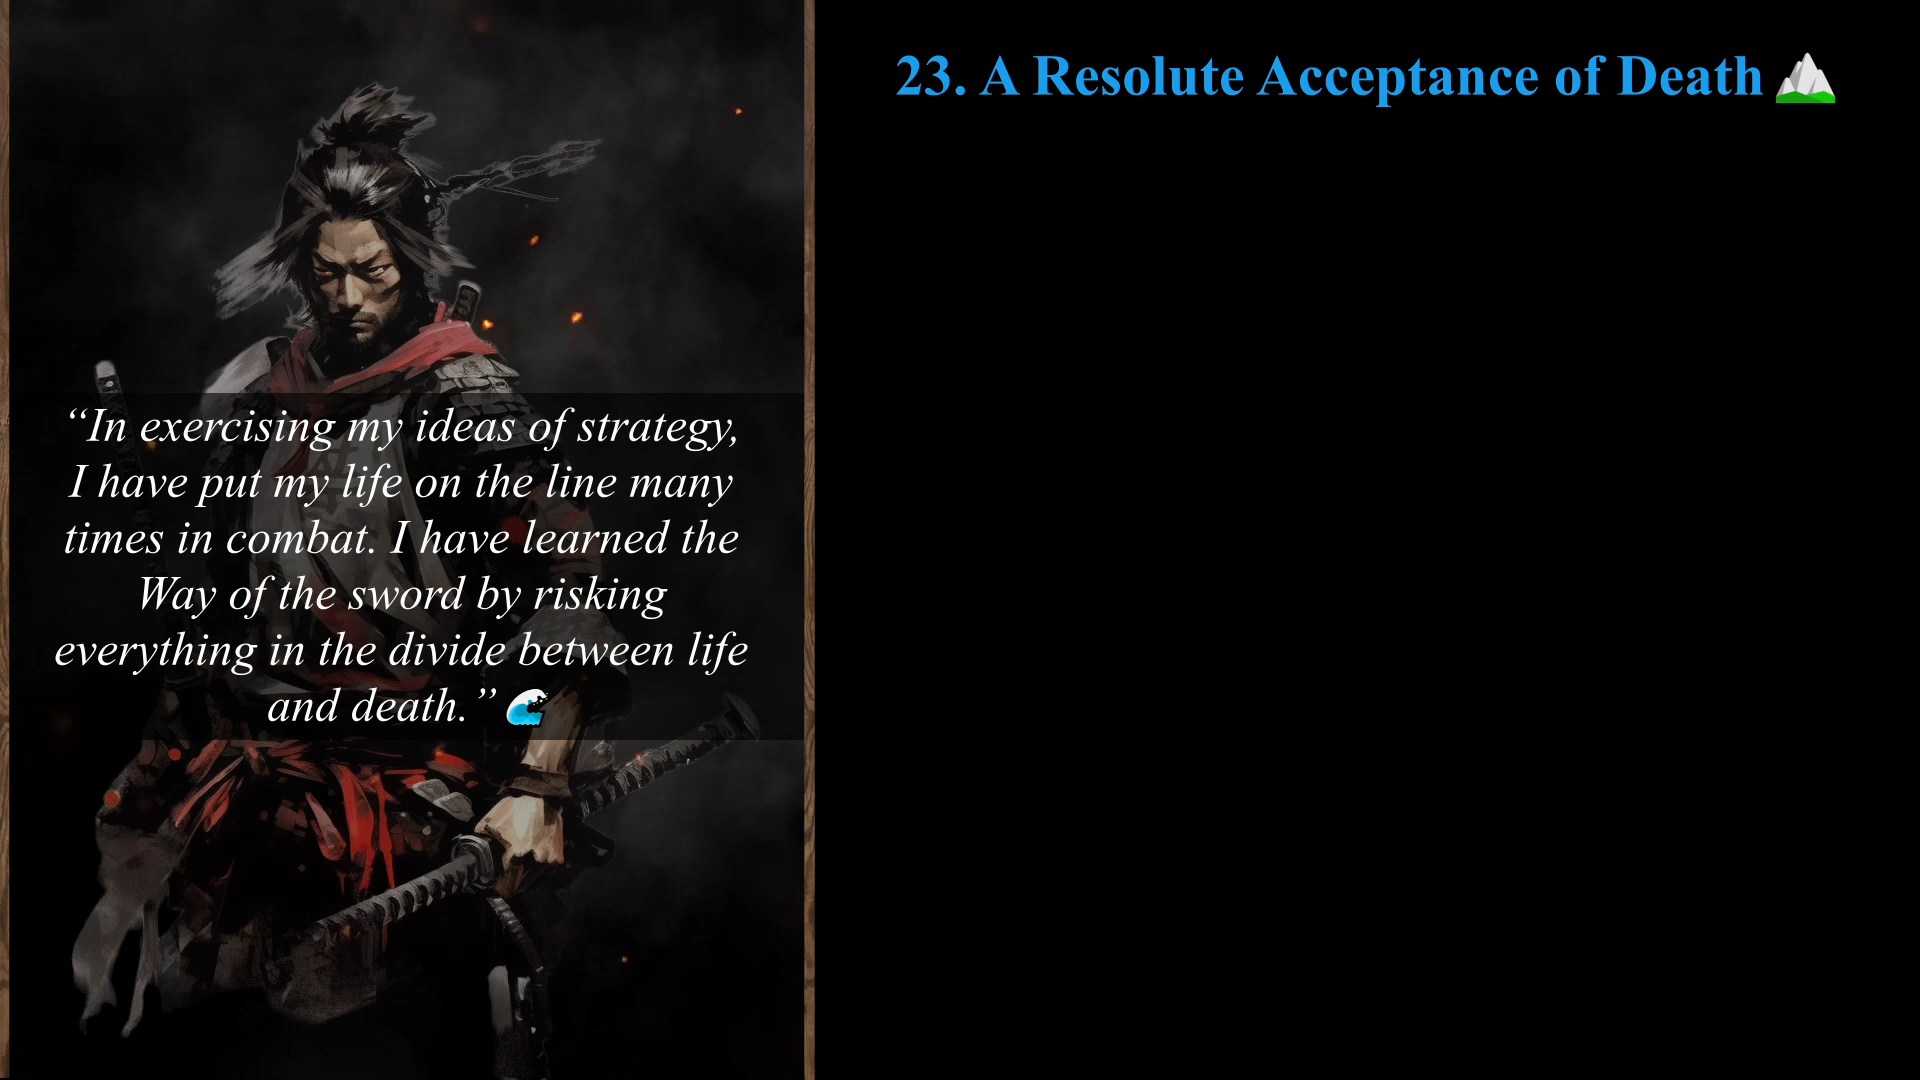 23. A Resolute Acceptance of Death ⛰️
“In exercising my ideas of strategy,
I have put my life on the line many
times in combat. I have learned the
Way of the sword by risking
everything in the divide between life
and death.” 🌊